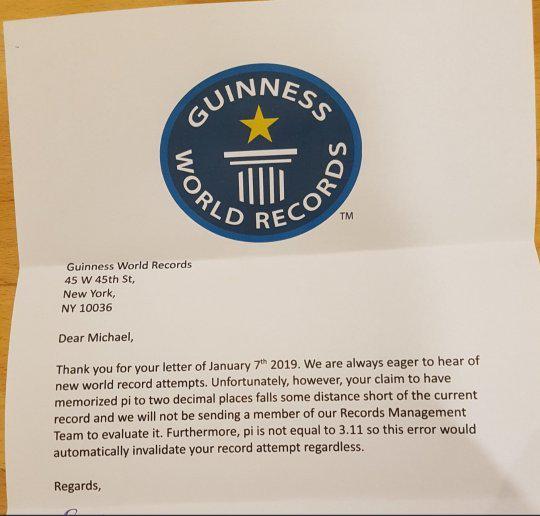 GUINNESS
WORLD RECORDS
TM
Guinness World Records
45 W 45th St,
New York,
NY 10036
Dear Michael,
Thank you for your letter of January 7th 2019. We are always eager to hear of
new world record attempts. Unfortunately, however, your claim to have
memorized pi to two decimal places falls some distance short of the current
record and we will not be sending a member of our Records Management
Team to evaluate it. Furthermore, pi is not equal to 3.11 so this error would
automatically invalidate your record attempt regardless.
Regards,